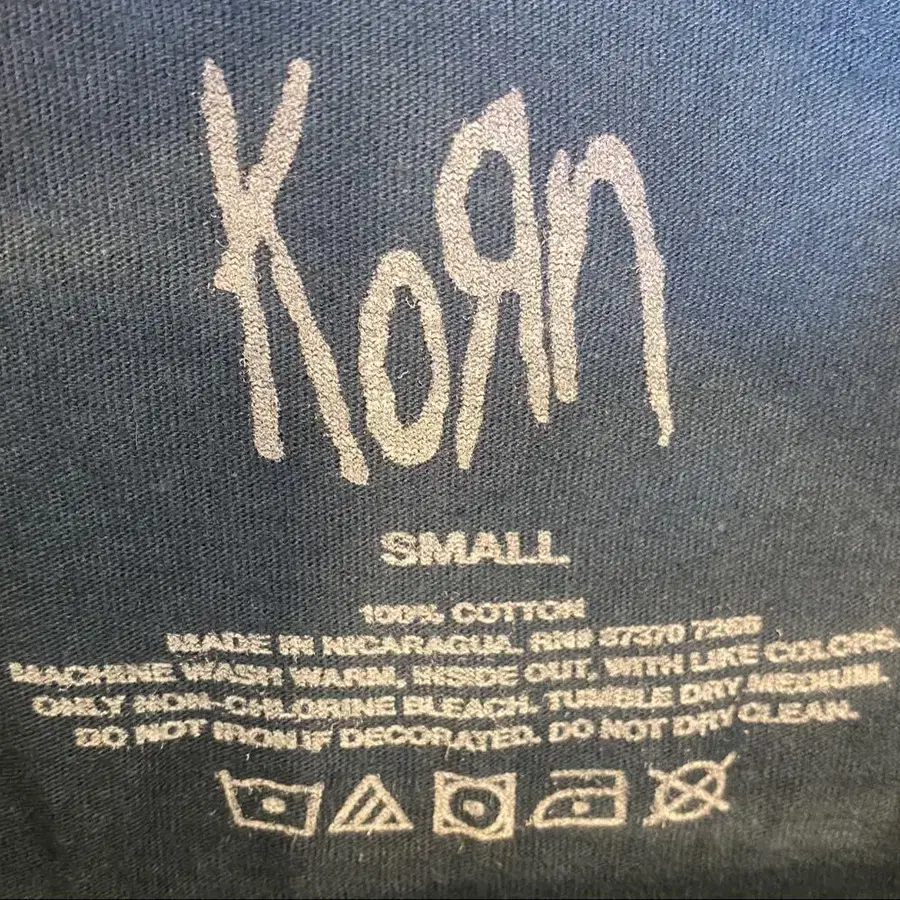 KoЯn
SMALL
100% COTTON
MADE IN NICARAGUA. RN# 87370 7286
MACHINE WASH WARM, INSIDE OUT, WITH LIKE COLORS.
ONLY NON-CHLORINE BLEACH. TUMBLE DRY MEDIUM.
DO NOT IRON IF DECORATED. DO NOT DRY CLEAN.